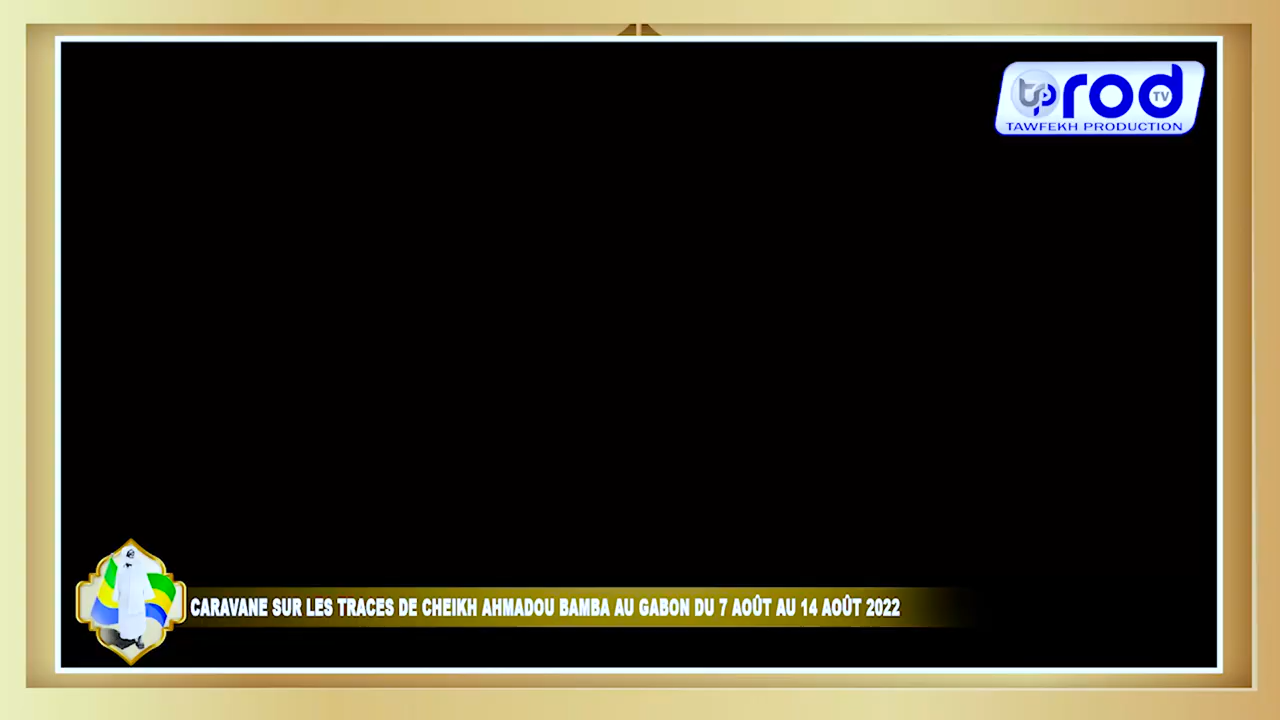 tprod TV
TAWFEKH PRODUCTION
CARAVANE SUR LES TRACES DE CHEIKH AHMADOU BAMBA AU GABON DU 7 AOÛT AU 14 AOÛT 2022